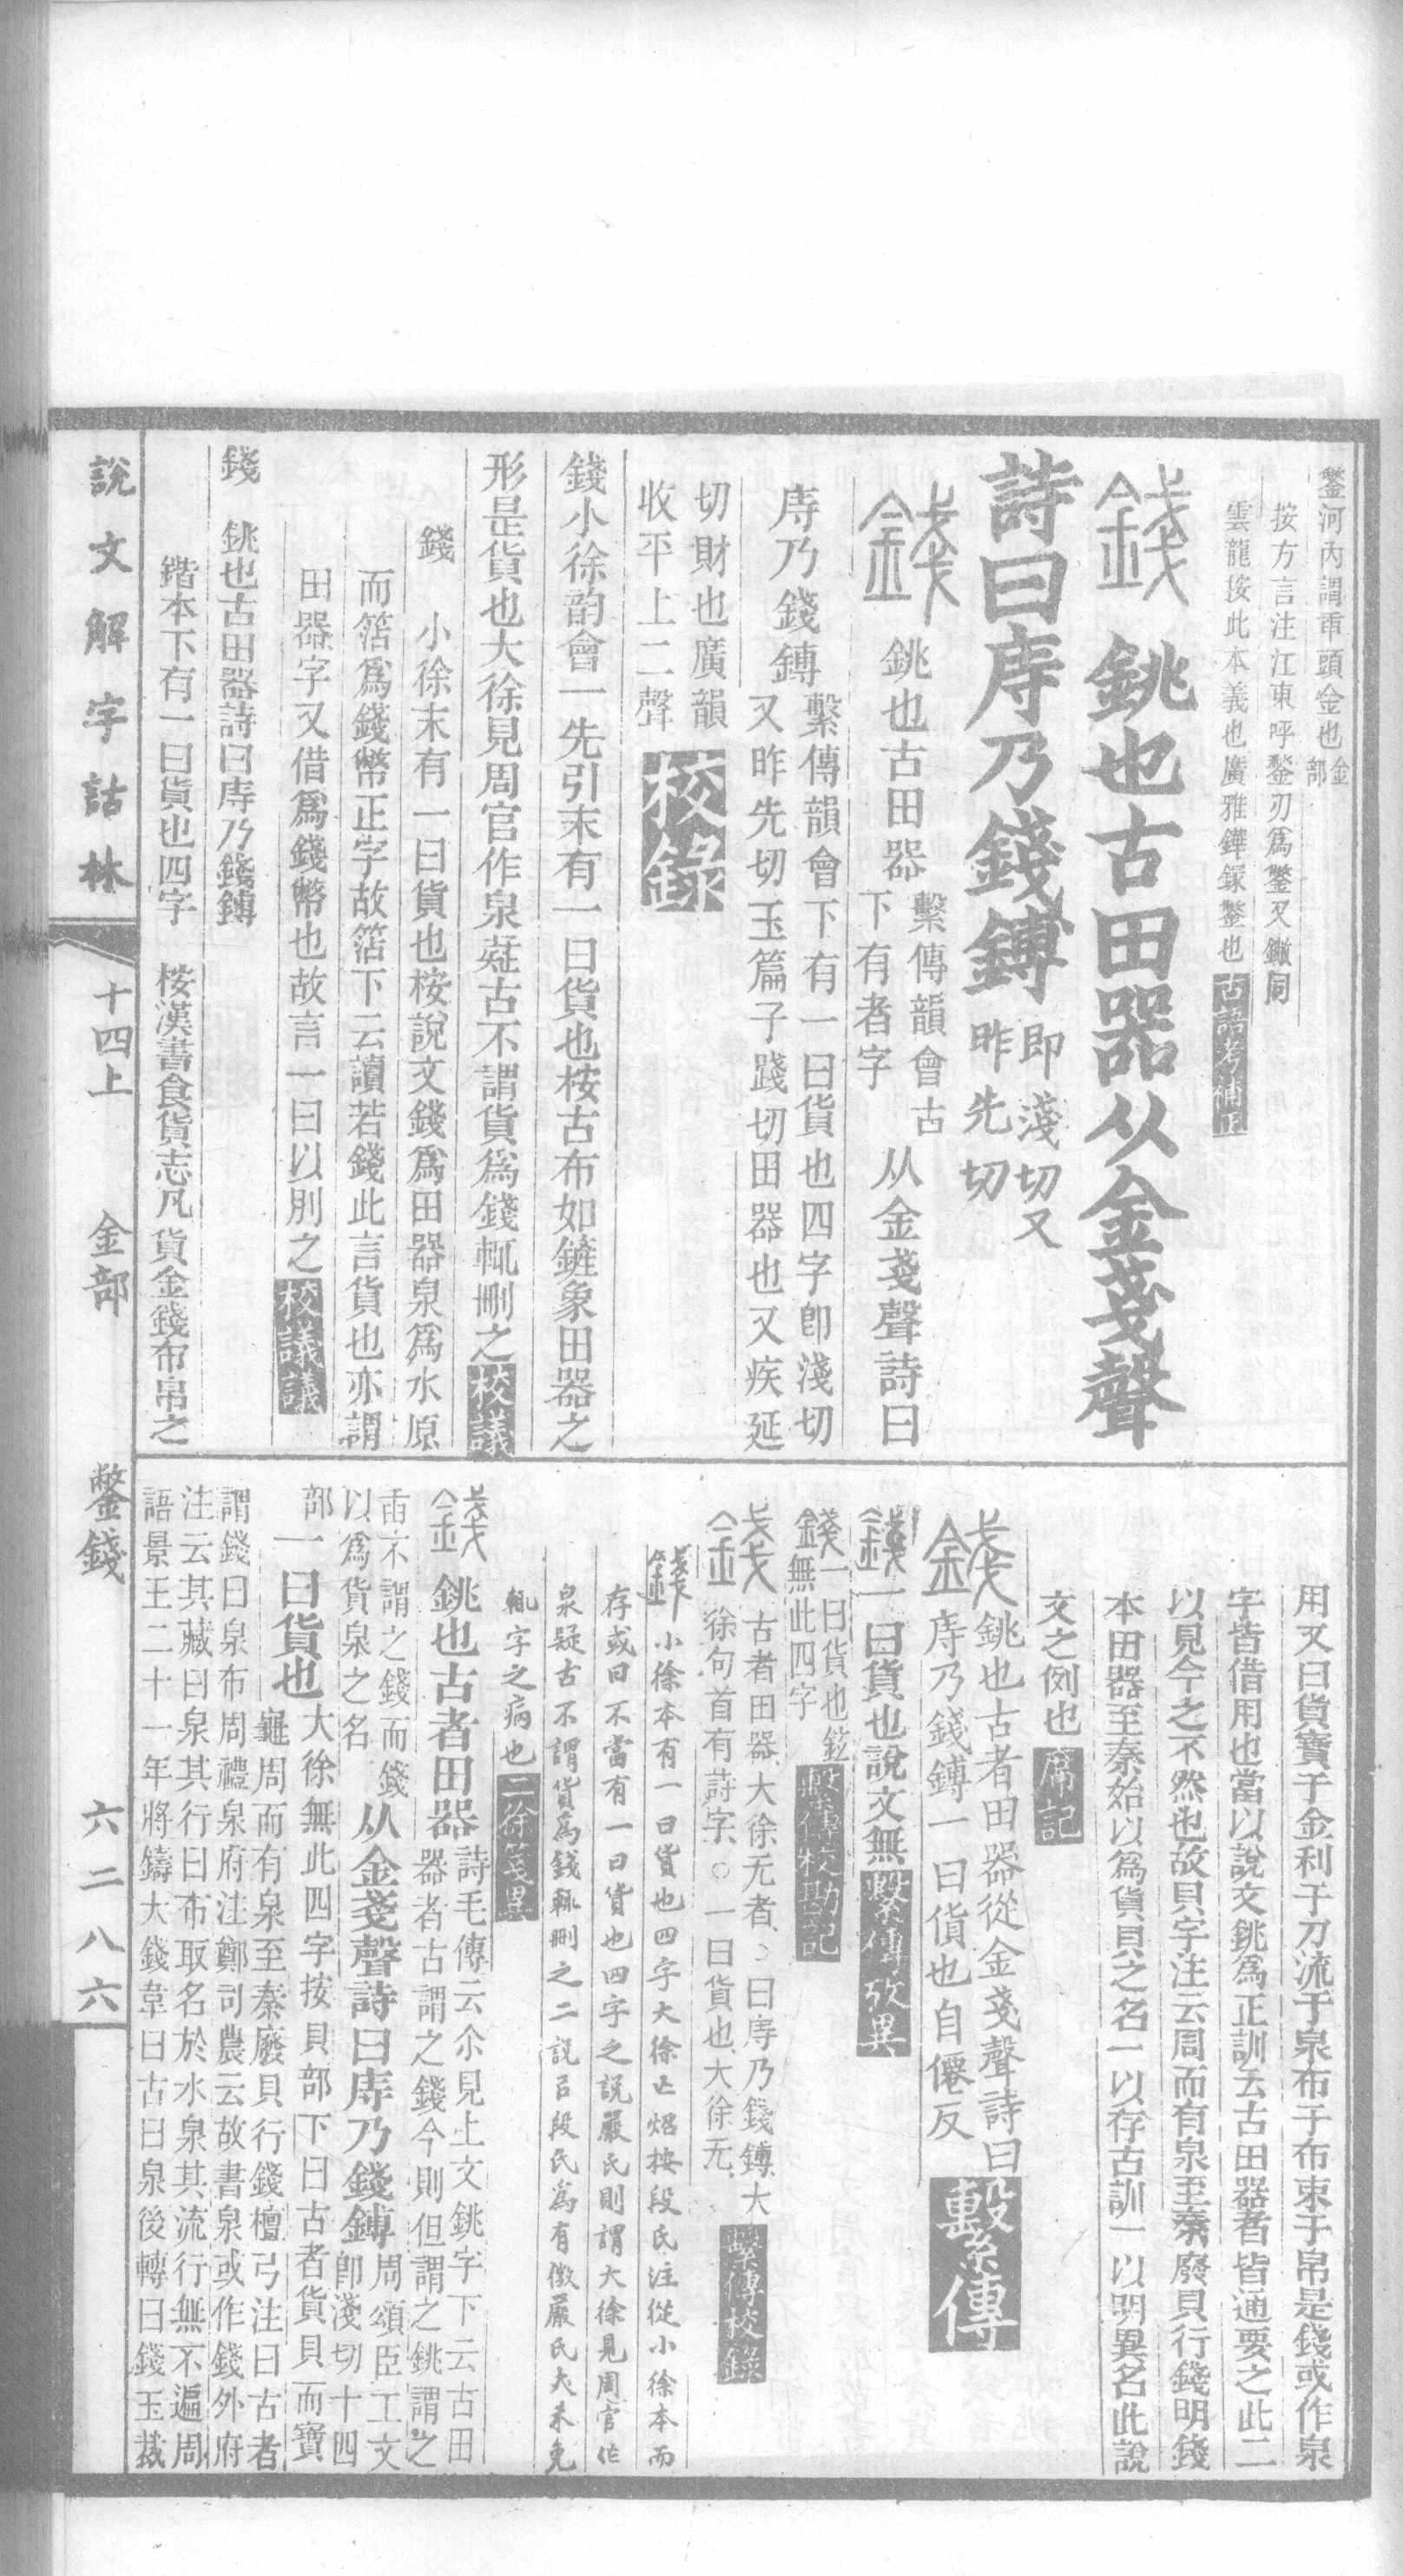 鐅河內謂臿頭金也金部
按方言注江東呼鍫刃爲鐅又鏾同
雲龍按此本義也廣雅鏵鎵鐅也古語考補正
錢 銚也古田器从金戔聲
詩曰庤乃錢鎛即淺切又昨先切
錢 銚也古田器繫傳韻會古下有者字从金戔聲詩曰
庤乃錢鎛繫傳韻會下有一曰貨也四字卽淺切又昨先切玉篇子踐切田器也又疾延
切財也廣韻收平上二聲校錄
錢小徐韵會一先引末有一曰貨也桉古布如鏟象田器之
形是貨也大徐見周官作泉疑古不謂貨爲錢輒刪之校議
錢 小徐末有一曰貨也桉說文錢爲田器泉爲水原
而𥬔爲錢幣正字故𥬔下云讀若錢此言貨也亦謂
田器字又借爲錢幣也故言一曰以別之校議議
錢 銚也古田器詩曰庤乃錢鎛
鍇本下有一曰貨也四字 桉漢書食貨志凡貨金錢布帛之
用又曰貨寶于金利于刀流于泉布于布束于帛是錢或作泉
字皆借用也當以說文銚爲正訓云古田器者皆通要之此二
以見今之不然也故貝字注云周而有泉至秦廢貝行錢明錢
本田器至秦始以爲貨貝之名一以存古訓一以明異名此說
文之例也席記
錢 銚也古者田器從金戔聲詩曰庤乃錢鎛一曰貨也自僊反繫傳
錢一曰貨也說文無繫傳攷異
錢一曰貨也鉉無此四字繫傳校勘記
錢 古者田器大徐无者○曰庤乃錢鎛大徐句首有詩字○一曰貨也大徐无繫傳校錄
錢小徐本有一曰貨也四字大徐亡炤按段氏注從小徐本而
存或曰不當有一曰貨也四字之說嚴氏則謂大徐見周官作
泉疑古不謂貨爲錢輒刪之二說㠯段氏爲有徵嚴氏大未免
輒字之病也二徐箋異
錢 銚也古者田器詩毛傳云尒見上文銚字下云古田器者古謂之錢今則但謂之銚謂之
臿不謂之錢而錢以爲貨泉之名从金戔聲詩曰庤乃錢鎛周頌臣工文卽淺切十四
部一曰貨也大徐無此四字按貝部下曰古者貨貝而寶龜周而有泉至秦廢貝行錢檀弓注曰古者
謂錢曰泉布周禮泉府注鄭司農云故書泉或作錢外府
注云其藏曰泉其行曰布取名於水泉其流行無不遍周
語景王二十一年將鑄大錢韋曰古曰泉後轉曰錢玉裁
說文解字詁林 十四上 金部 鐅錢 六二八六